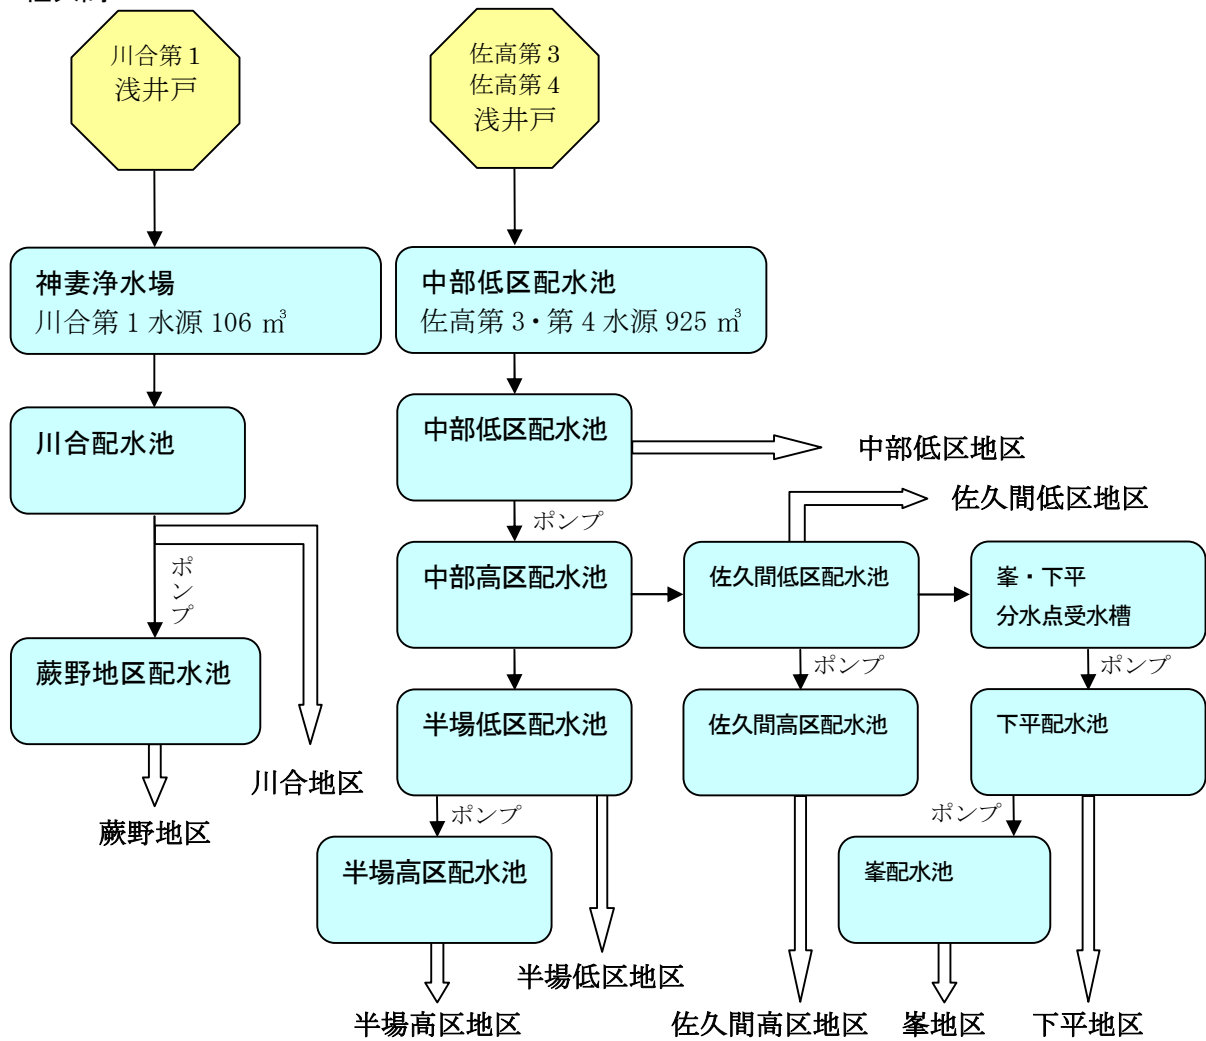 川合第１
浅井戸
佐高第３
佐高第４
浅井戸
神妻浄水場
川合第１水源 106 ㎥
中部低区配水池
佐高第３・第４水源 925 ㎥
川合配水池
中部低区配水池
中部低区地区
佐久間低区地区
ポンプ
ポンプ
中部高区配水池
佐久間低区配水池
峯・下平
分水点受水槽
蕨野地区配水池
ポンプ
ポンプ
半場低区配水池
佐久間高区配水池
下平配水池
川合地区
蕨野地区
ポンプ
ポンプ
半場高区配水池
峯配水池
半場低区地区
半場高区地区
佐久間高区地区
峯地区
下平地区